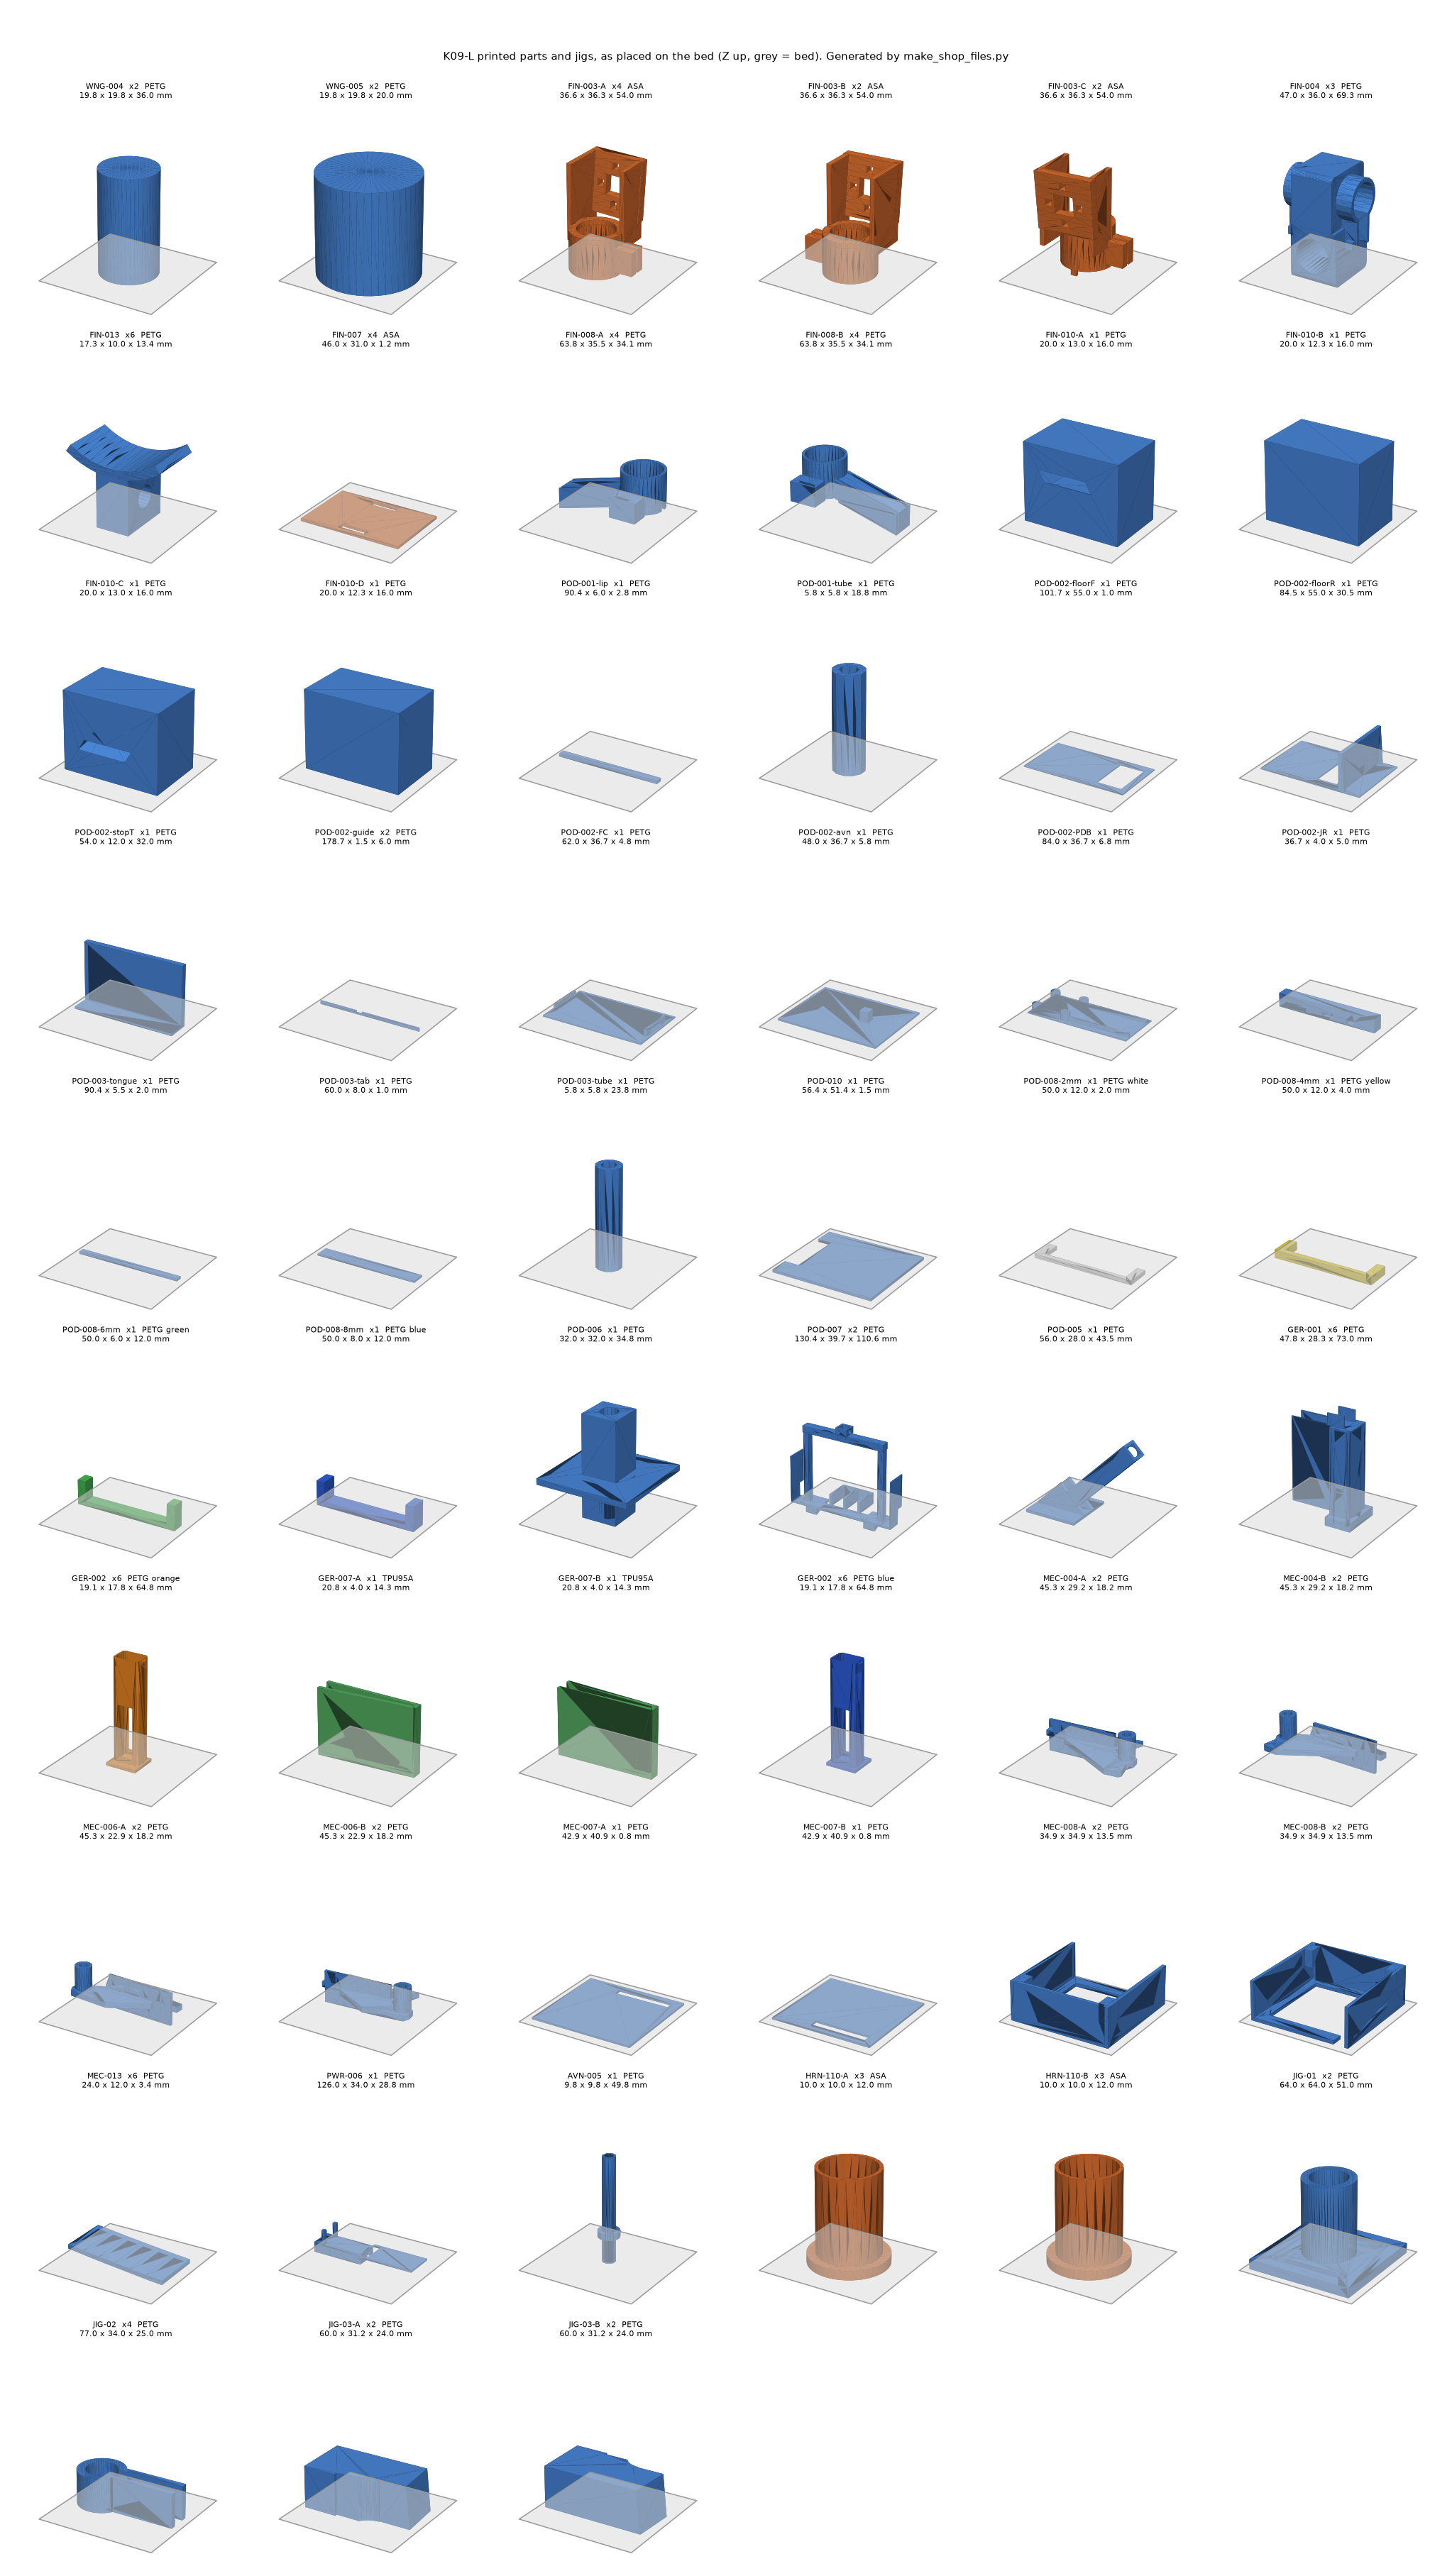 K09-L printed parts and jigs, as placed on the bed (Z up, grey = bed). Generated by make_shop_files.py
WNG-004 x2 PETG
19.8 x 19.8 x 36.0 mm
WNG-005 x2 PETG
19.8 x 19.8 x 20.0 mm
FIN-003-A x4 ASA
36.6 x 36.3 x 54.0 mm
FIN-003-B x2 ASA
36.6 x 36.3 x 54.0 mm
FIN-003-C x2 ASA
36.6 x 36.3 x 54.0 mm
FIN-004 x3 PETG
47.0 x 36.0 x 69.3 mm
FIN-013 x6 PETG
17.3 x 10.0 x 13.4 mm
FIN-007 x4 ASA
46.0 x 31.0 x 1.2 mm
FIN-008-A x4 PETG
63.8 x 35.5 x 34.1 mm
FIN-008-B x4 PETG
63.8 x 35.5 x 34.1 mm
FIN-010-A x1 PETG
20.0 x 13.0 x 16.0 mm
FIN-010-B x1 PETG
20.0 x 12.3 x 16.0 mm
FIN-010-C x1 PETG
20.0 x 13.0 x 16.0 mm
FIN-010-D x1 PETG
20.0 x 12.3 x 16.0 mm
POD-001-lip x1 PETG
90.4 x 6.0 x 2.8 mm
POD-001-tube x1 PETG
5.8 x 5.8 x 18.8 mm
POD-002-floorF x1 PETG
101.7 x 55.0 x 1.0 mm
POD-002-floorR x1 PETG
84.5 x 55.0 x 30.5 mm
POD-002-stopT x1 PETG
54.0 x 12.0 x 32.0 mm
POD-002-guide x2 PETG
178.7 x 1.5 x 6.0 mm
POD-002-FC x1 PETG
62.0 x 36.7 x 4.8 mm
POD-002-avn x1 PETG
48.0 x 36.7 x 5.8 mm
POD-002-PDB x1 PETG
84.0 x 36.7 x 6.8 mm
POD-002-JR x1 PETG
36.7 x 4.0 x 5.0 mm
POD-003-tongue x1 PETG
90.4 x 5.5 x 2.0 mm
POD-003-tab x1 PETG
60.0 x 8.0 x 1.0 mm
POD-003-tube x1 PETG
5.8 x 5.8 x 23.8 mm
POD-010 x1 PETG
56.4 x 51.4 x 1.5 mm
POD-008-2mm x1 PETG white
50.0 x 12.0 x 2.0 mm
POD-008-4mm x1 PETG yellow
50.0 x 12.0 x 4.0 mm
POD-008-6mm x1 PETG green
50.0 x 6.0 x 12.0 mm
POD-008-8mm x1 PETG blue
50.0 x 8.0 x 12.0 mm
POD-006 x1 PETG
32.0 x 32.0 x 34.8 mm
POD-007 x2 PETG
130.4 x 39.7 x 110.6 mm
POD-005 x1 PETG
56.0 x 28.0 x 43.5 mm
GER-001 x6 PETG
47.8 x 28.3 x 73.0 mm
GER-002 x6 PETG orange
19.1 x 17.8 x 64.8 mm
GER-007-A x1 TPU95A
20.8 x 4.0 x 14.3 mm
GER-007-B x1 TPU95A
20.8 x 4.0 x 14.3 mm
GER-002 x6 PETG blue
19.1 x 17.8 x 64.8 mm
MEC-004-A x2 PETG
45.3 x 29.2 x 18.2 mm
MEC-004-B x2 PETG
45.3 x 29.2 x 18.2 mm
MEC-006-A x2 PETG
45.3 x 22.9 x 18.2 mm
MEC-006-B x2 PETG
45.3 x 22.9 x 18.2 mm
MEC-007-A x1 PETG
42.9 x 40.9 x 0.8 mm
MEC-007-B x1 PETG
42.9 x 40.9 x 0.8 mm
MEC-008-A x2 PETG
34.9 x 34.9 x 13.5 mm
MEC-008-B x2 PETG
34.9 x 34.9 x 13.5 mm
MEC-013 x6 PETG
24.0 x 12.0 x 3.4 mm
PWR-006 x1 PETG
126.0 x 34.0 x 28.8 mm
AVN-005 x1 PETG
9.8 x 9.8 x 49.8 mm
HRN-110-A x3 ASA
10.0 x 10.0 x 12.0 mm
HRN-110-B x3 ASA
10.0 x 10.0 x 12.0 mm
JIG-01 x2 PETG
64.0 x 64.0 x 51.0 mm
JIG-02 x4 PETG
77.0 x 34.0 x 25.0 mm
JIG-03-A x2 PETG
60.0 x 31.2 x 24.0 mm
JIG-03-B x2 PETG
60.0 x 31.2 x 24.0 mm